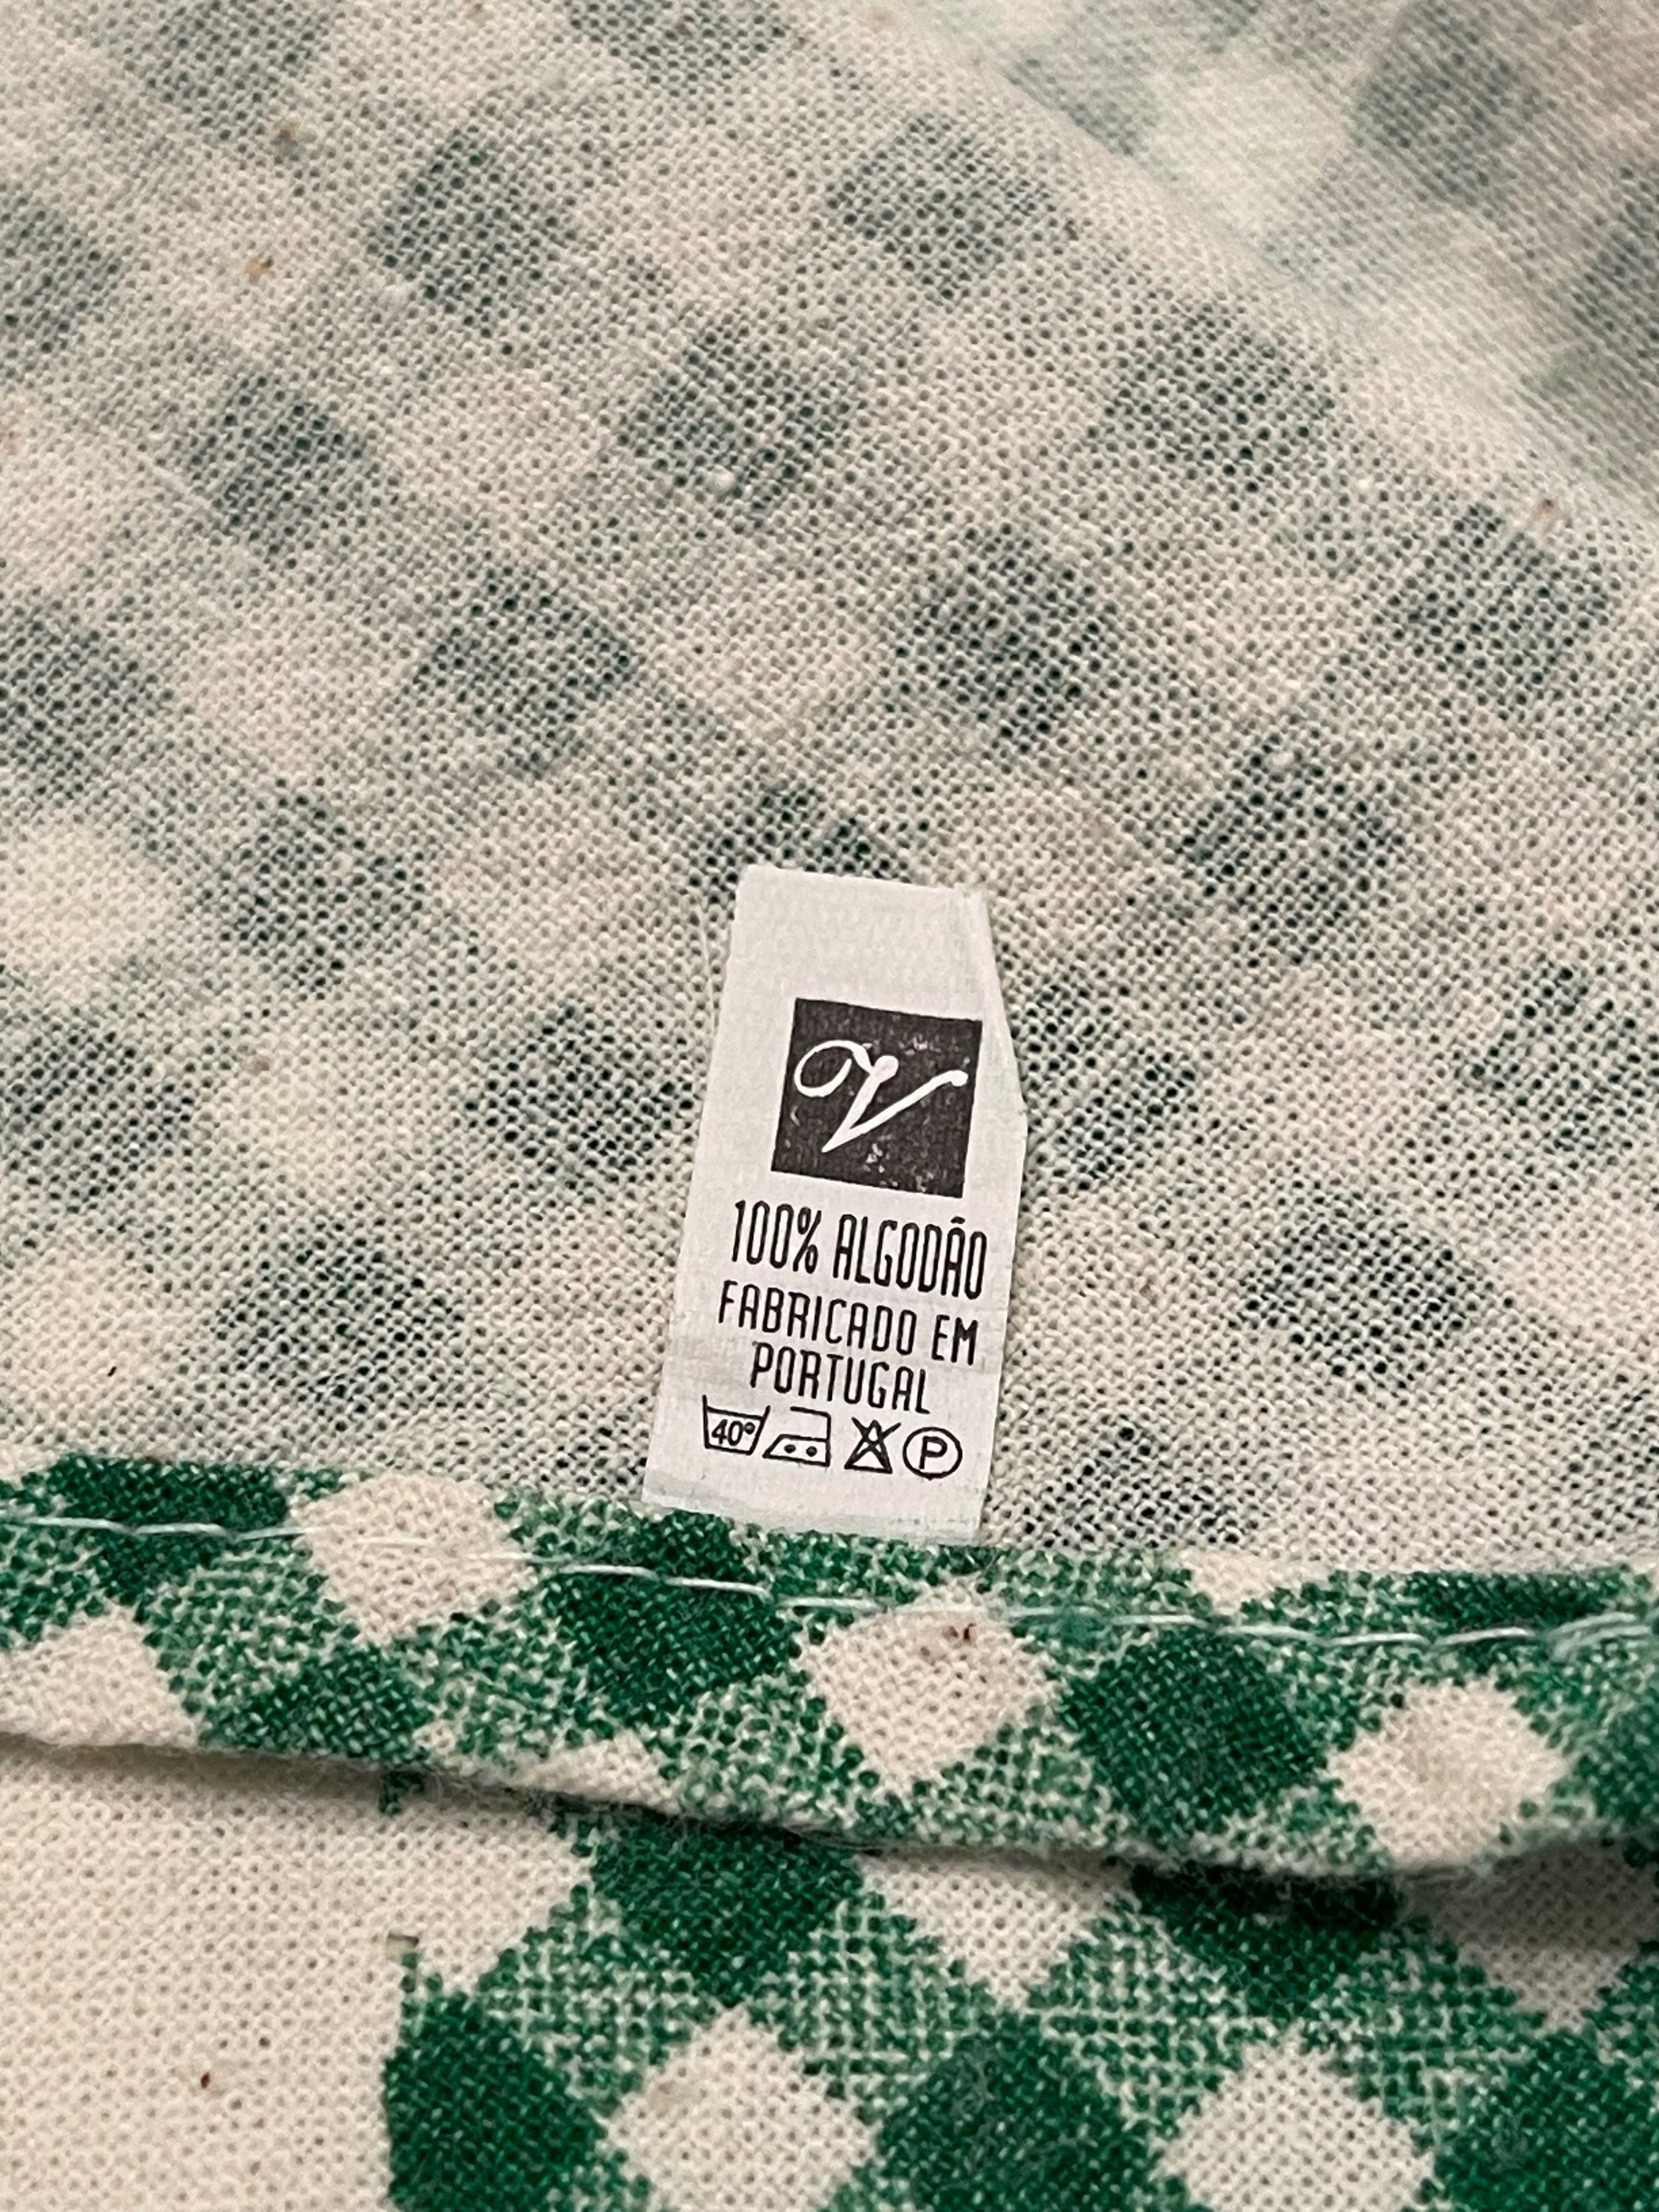 V
100% ALGODÃO
FABRICADO EM
PORTUGAL
40° P